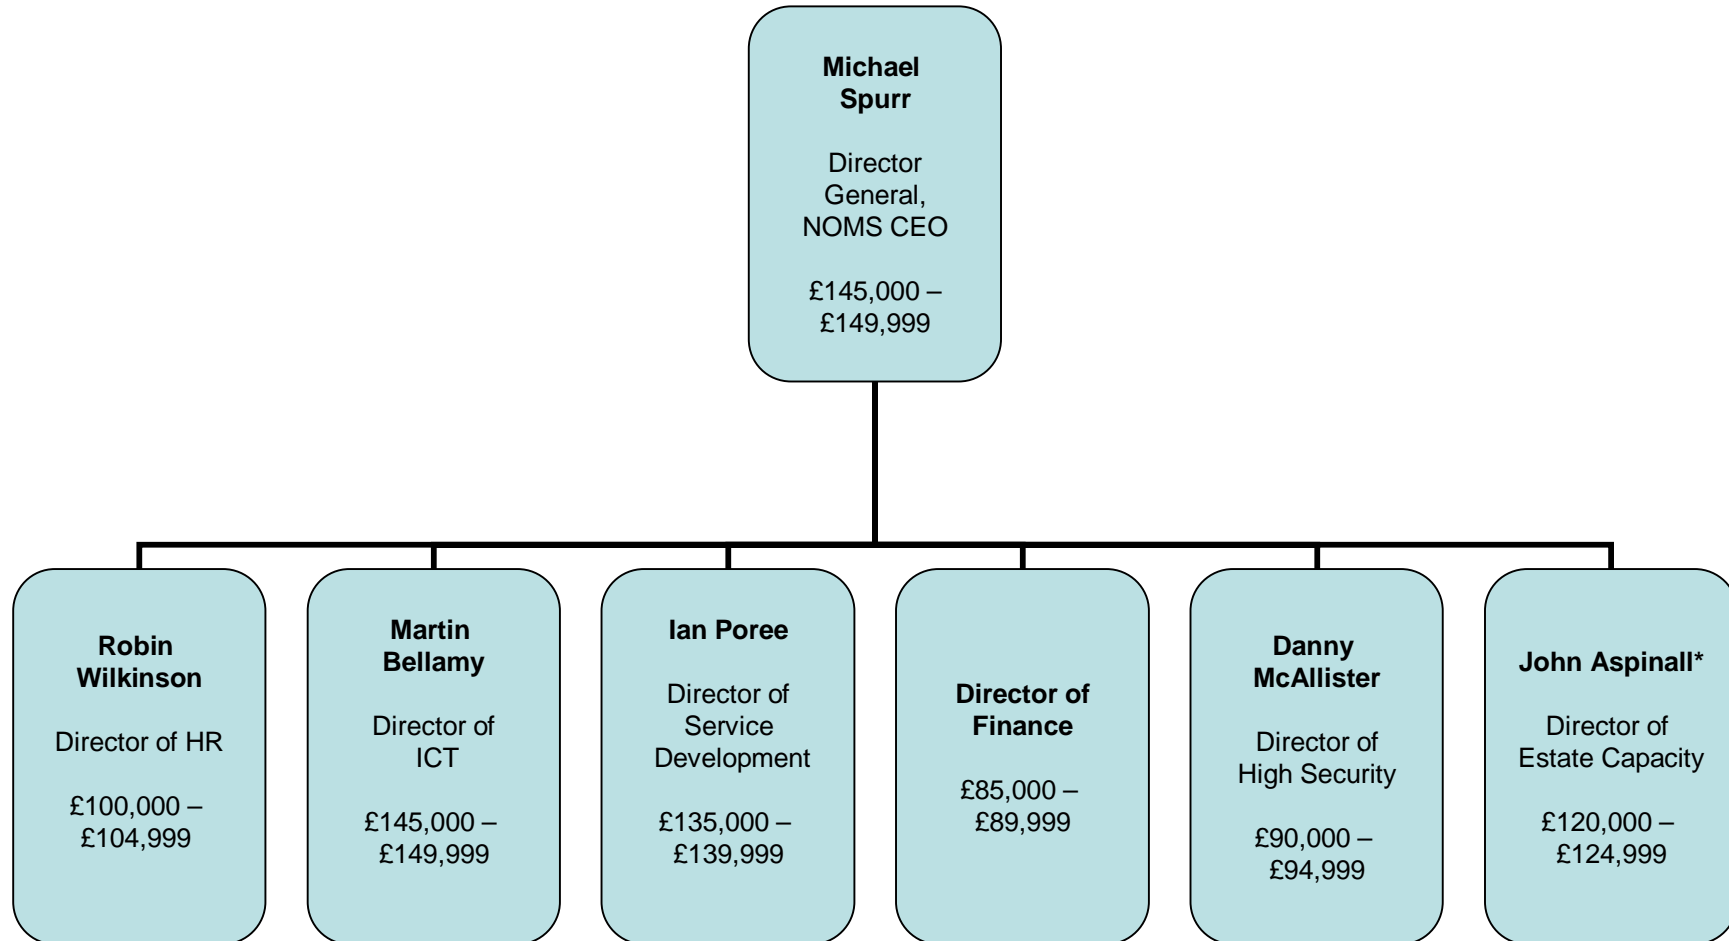 Michael
Spurr
Director
General,
NOMS CEO
£145,000 –
£149,999
Robin
Wilkinson
Director of HR
£100,000 –
£104,999
Martin
Bellamy
Director of
ICT
£145,000 –
£149,999
Ian Poree
Director of
Service
Development
£135,000 –
£139,999
Director of
Finance
£85,000 –
£89,999
Danny
McAllister
Director of
High Security
£90,000 –
£94,999
John Aspinall*
Director of
Estate Capacity
£120,000 –
£124,999